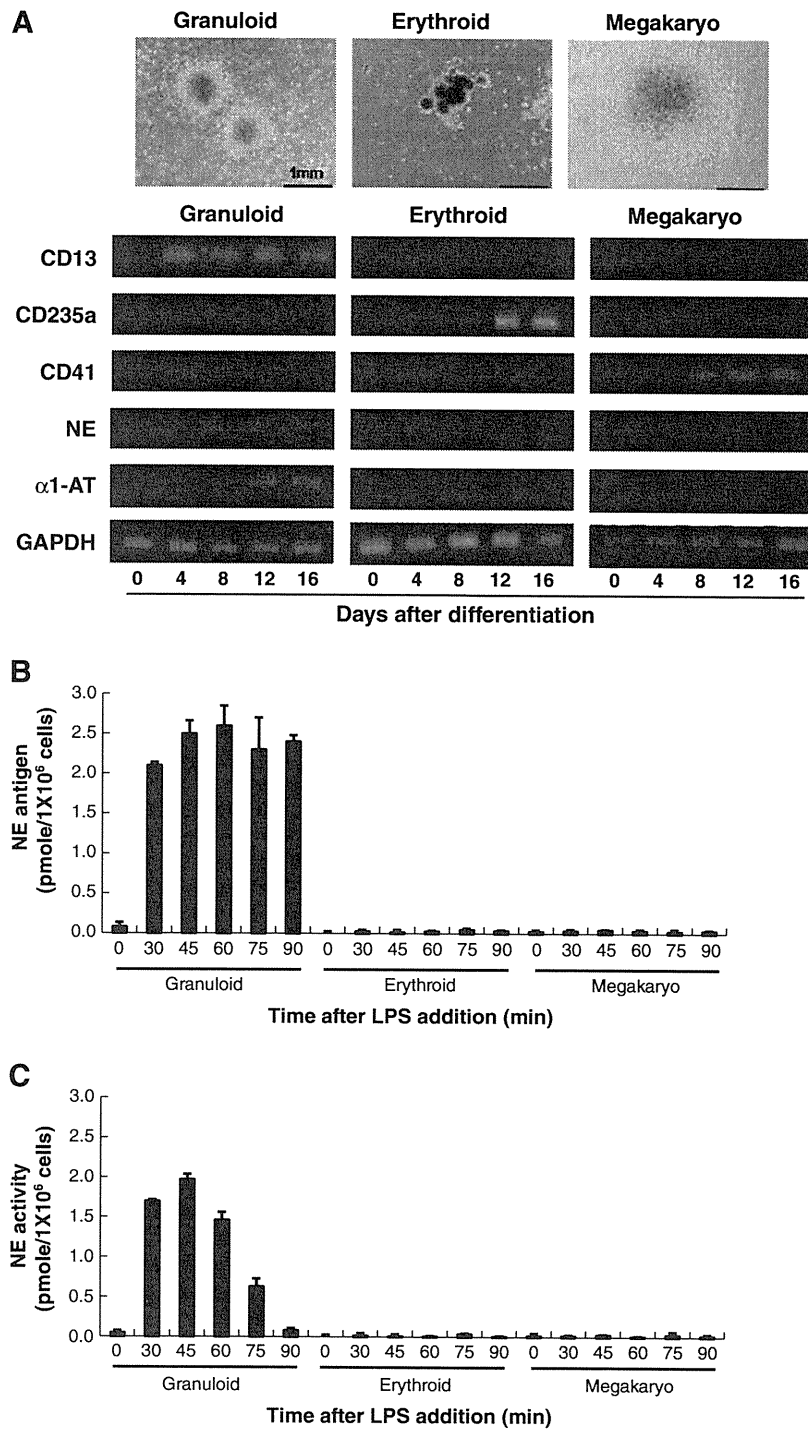 A
Granuloid Erythroid Megakaryo
1mm
Granuloid Erythroid Megakaryo
CD13
CD235a
CD41
NE
α1-AT
GAPDH
0 4 8 12 16 0 4 8 12 16 0 4 8 12 16
Days after differentiation
B
NE antigen
(pmole/1X10⁶ cells)
3.0
2.5
2.0
1.5
1.0
0.5
0.0
0 30 45 60 75 90 0 30 45 60 75 90 0 30 45 60 75 90
Granuloid Erythroid Megakaryo
Time after LPS addition (min)
C
NE activity
(pmole/1X10⁶ cells)
3.0
2.5
2.0
1.5
1.0
0.5
0.0
0 30 45 60 75 90 0 30 45 60 75 90 0 30 45 60 75 90
Granuloid Erythroid Megakaryo
Time after LPS addition (min)